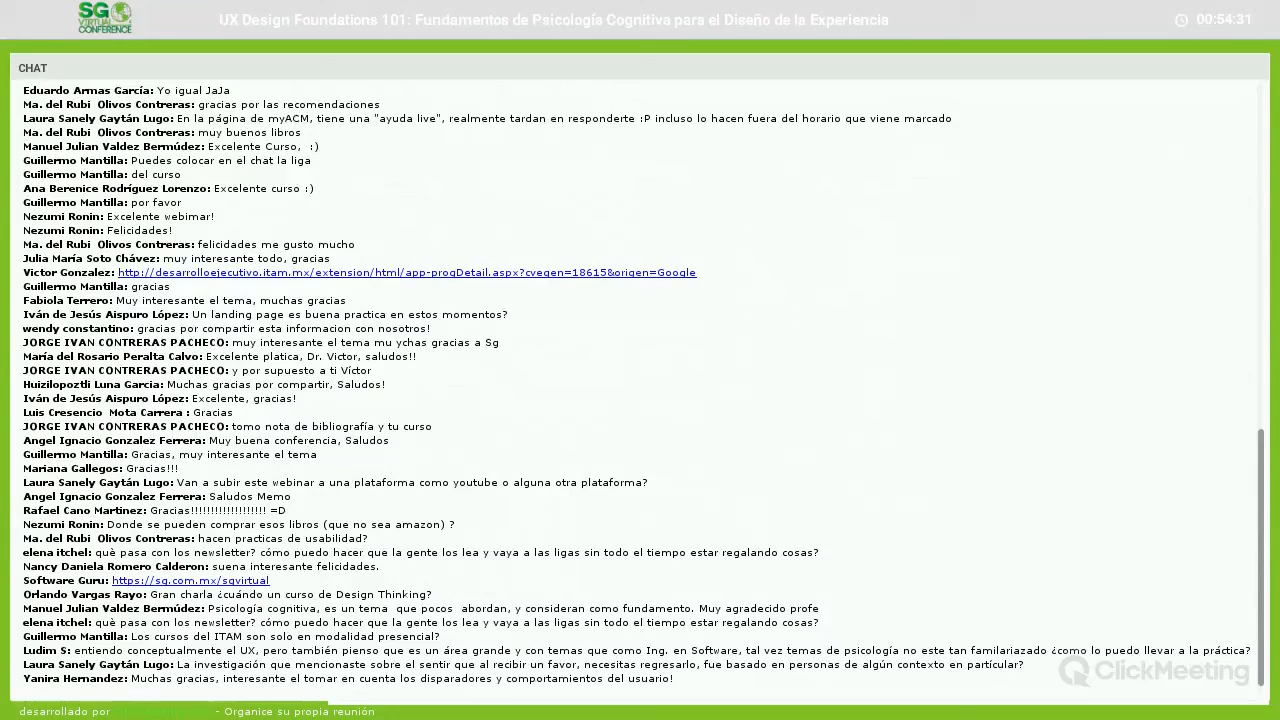 SG VIRTUAL CONFERENCE
UX Design Foundations 101: Fundamentos de Psicología Cognitiva para el Diseño de la Experiencia
00:54:31
CHAT
Eduardo Armas García: Yo igual JaJa
Ma. del Rubi Olivos Contreras: gracias por las recomendaciones
Laura Sanely Gaytán Lugo: En la página de myACM, tiene una "ayuda live", realmente tardan en responderte :P incluso lo hacen fuera del horario que viene marcado
Ma. del Rubi Olivos Contreras: muy buenos libros
Manuel Julian Valdez Bermúdez: Excelente Curso, :)
Guillermo Mantilla: Puedes colocar en el chat la liga
Guillermo Mantilla: del curso
Ana Berenice Rodríguez Lorenzo: Excelente curso :)
Guillermo Mantilla: por favor
Nezumi Ronin: Excelente webimar!
Nezumi Ronin: Felicidades!
Ma. del Rubi Olivos Contreras: felicidades me gusto mucho
Julia María Soto Chávez: muy interesante todo, gracias
Victor Gonzalez: http://desarrolloejecutivo.itam.mx/extension/html/app-progDetail.aspx?cvegen=18615&origen=Google
Guillermo Mantilla: gracias
Fabiola Terrero: Muy interesante el tema, muchas gracias
Iván de Jesús Aispuro López: Un landing page es buena practica en estos momentos?
wendy constantino: gracias por compartir esta informacion con nosotros!
JORGE IVAN CONTRERAS PACHECO: muy interesante el tema mu ychas gracias a Sg
María del Rosario Peralta Calvo: Excelente platica, Dr. Victor, saludos!!
JORGE IVAN CONTRERAS PACHECO: y por supuesto a ti Víctor
Huizilopoztli Luna Garcia: Muchas gracias por compartir, Saludos!
Iván de Jesús Aispuro López: Excelente, gracias!
Luis Cresencio Mota Carrera : Gracias
JORGE IVAN CONTRERAS PACHECO: tomo nota de bibliografía y tu curso
Angel Ignacio Gonzalez Ferrera: Muy buena conferencia, Saludos
Guillermo Mantilla: Gracias, muy interesante el tema
Mariana Gallegos: Gracias!!!
Laura Sanely Gaytán Lugo: Van a subir este webinar a una plataforma como youtube o alguna otra plataforma?
Angel Ignacio Gonzalez Ferrera: Saludos Memo
Rafael Cano Martinez: Gracias!!!!!!!!!!!!!!!!!!! =D
Nezumi Ronin: Donde se pueden comprar esos libros (que no sea amazon) ?
Ma. del Rubi Olivos Contreras: hacen practicas de usabilidad?
elena itchel: què pasa con los newsletter? cómo puedo hacer que la gente los lea y vaya a las ligas sin todo el tiempo estar regalando cosas?
Nancy Daniela Romero Calderon: suena interesante felicidades.
Software Guru: https://sg.com.mx/sgvirtual
Orlando Vargas Rayo: Gran charla ¿cuándo un curso de Design Thinking?
Manuel Julian Valdez Bermúdez: Psicología cognitiva, es un tema que pocos abordan, y consideran como fundamento. Muy agradecido profe
elena itchel: què pasa con los newsletter? cómo puedo hacer que la gente los lea y vaya a las ligas sin todo el tiempo estar regalando cosas?
Guillermo Mantilla: Los cursos del ITAM son solo en modalidad presencial?
Ludim S: entiendo conceptualmente el UX, pero también pienso que es un área grande y con temas que como Ing. en Software, tal vez temas de psicología no este tan familariazado ¿como lo puedo llevar a la práctica?
Laura Sanely Gaytán Lugo: La investigación que mencionaste sobre el sentir que al recibir un favor, necesitas regresarlo, fue basado en personas de algún contexto en partícular?
Yanira Hernandez: Muchas gracias, interesante el tomar en cuenta los disparadores y comportamientos del usuario!
ClickMeeting
desarrollado por - Organice su propia reunión